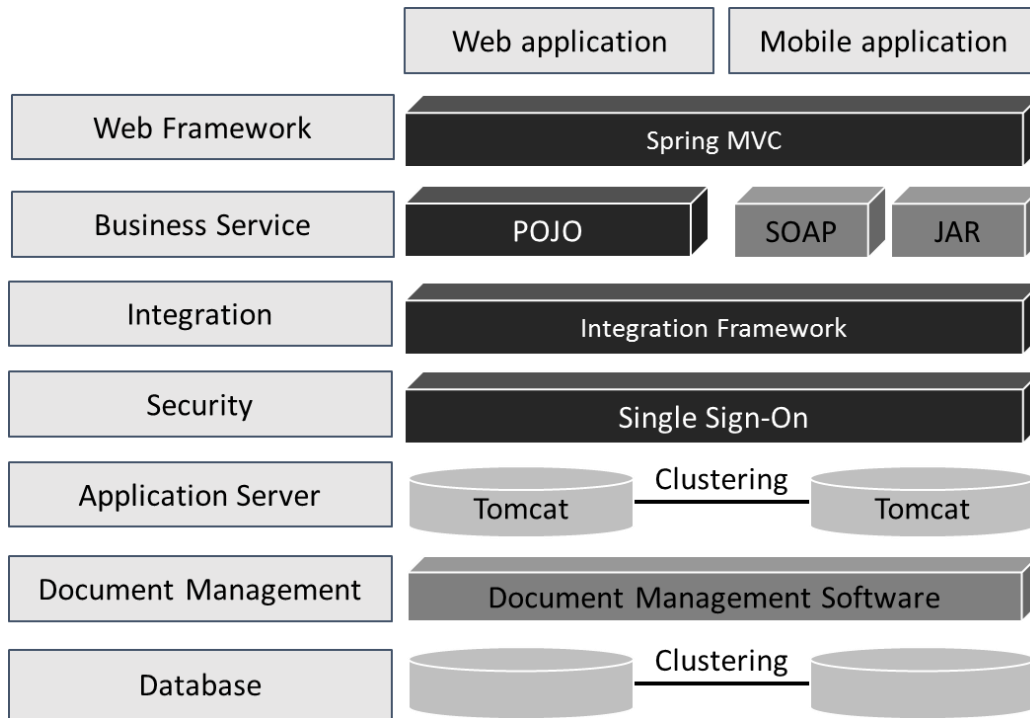 Web application
Mobile application
Web Framework
Spring MVC
Business Service
POJO
SOAP
JAR
Integration
Integration Framework
Security
Single Sign-On
Application Server
Tomcat
Clustering
Tomcat
Document Management
Document Management Software
Database
Clustering